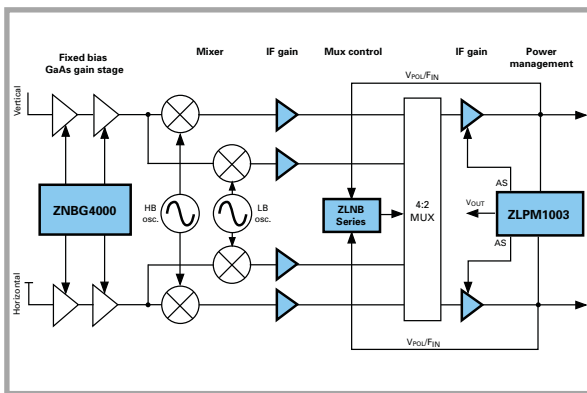 Fixed bias
GaAs gain stage
Mixer
IF gain
Mux control
IF gain
Power
management
Vertical
VPOL/FIN
ZNBG4000
HB
osc.
LB
osc.
ZLNB
Series
4:2
MUX
AS
VOUT
AS
ZLPM1003
Horizontal
VPOL/FIN